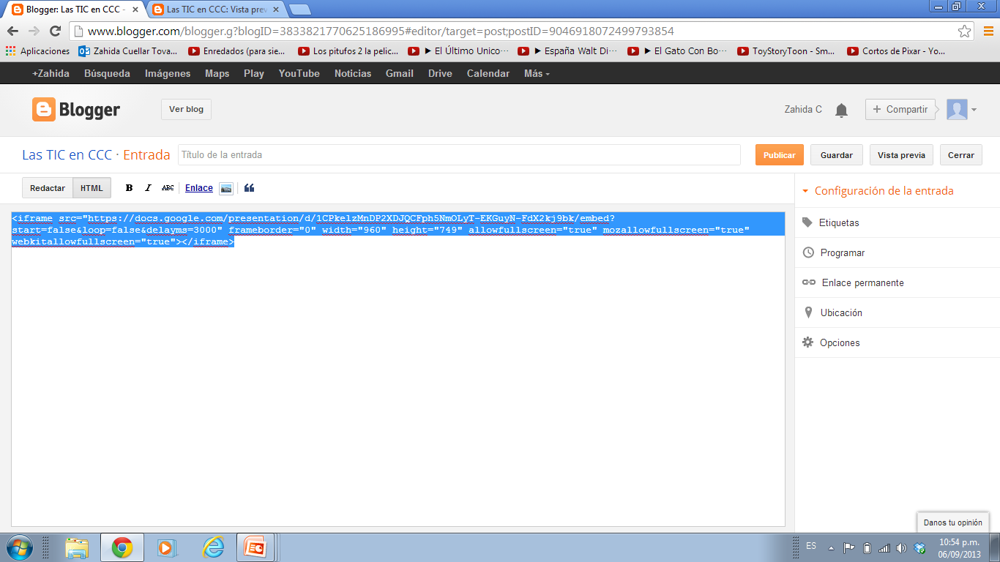 Blogger: Las TIC en CCC - 
Las TIC en CCC: Vista prev
www.blogger.com/blogger.g?blogID=3833821770625186995#editor/target=post;postID=9046918072499793854
Aplicaciones Zahida Cuellar Tova... Enredados (para sie... Los pitufos 2 la pelic... ► El Último Unico... ► España Walt Di... ► El Gato Con Bo... ToyStoryToon - Sm... Cortos de Pixar - Yo...
+Zahida Búsqueda Imágenes Maps Play YouTube Noticias Gmail Drive Calendar Más
Blogger Ver blog Zahida C + Compartir
Las TIC en CCC · Entrada Título de la entrada Publicar Guardar Vista previa Cerrar
Redactar HTML B I ABC Enlace
Configuración de la entrada
<iframe src="https://docs.google.com/presentation/d/1CPkelzMnDP2XDJQCFph5NmOLyT-EKGuyN-FdX2kj9bk/embed?
start=false&loop=false&delayms=3000" frameborder="0" width="960" height="749" allowfullscreen="true" mozallowfullscreen="true"
webkitallowfullscreen="true"></iframe>
Etiquetas
Programar
Enlace permanente
Ubicación
Opciones
Danos tu opinión
ES 10:54 p.m.
06/09/2013